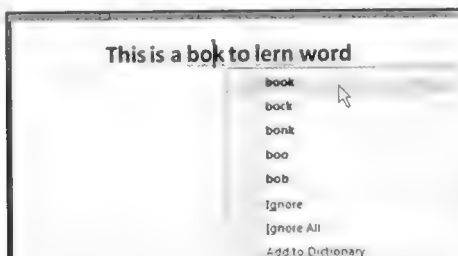 This is a bok to lern word
book
bock
bonk
boo
bob
Ignore
Ignore All
Add to Dictionary